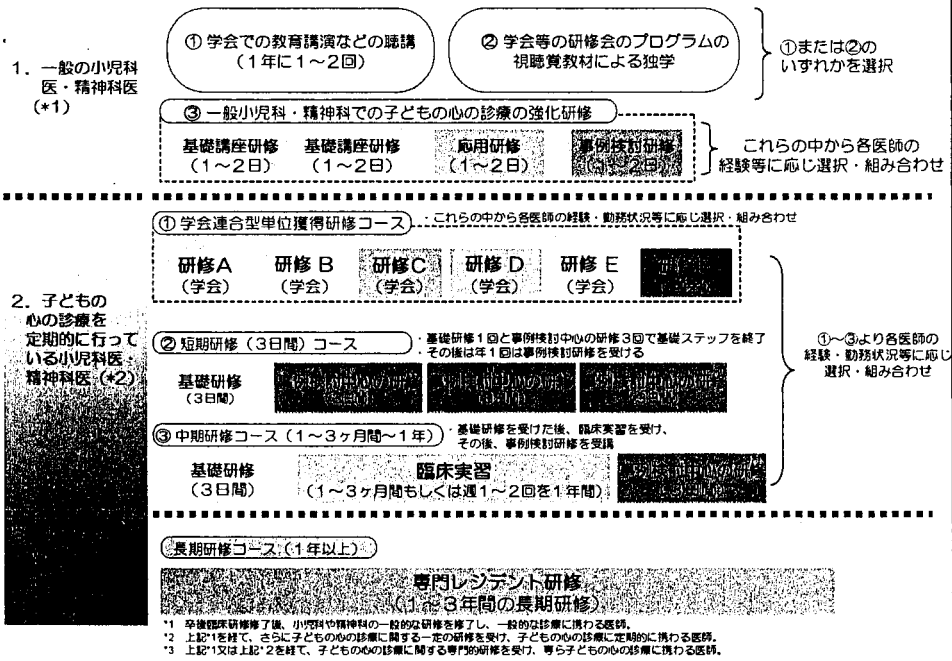 ① 学会での教育講演などの聴講
(1年に1～2回)
② 学会等の研修会のプログラムの
視聴覚教材による独学
①または②の
いずれかを選択
1. 一般の小児科
医・精神科医
(*1)
③ 一般小児科・精神科での子どもの心の診療の強化研修
基礎講座研修
(1～2日)
基礎講座研修
(1～2日)
応用研修
(1～2日)
事例検討研修
(1～2日)
これらの中から各医師の
経験等に応じ選択・組み合わせ
① 学会連合型単位獲得研修コース
・これらの中から各医師の経験・勤務状況等に応じ選択・組み合わせ
研修A
(学会)
研修 B
(学会)
研修C
(学会)
研修 D
(学会)
研修 E
(学会)
2. 子どもの
心の診療を
定期的に行って
いる小児科医・
精神科医 (*2)
② 短期研修（3日間）コース
・基礎研修1回と事例検討中心の研修3回で基礎ステップを終了
・その後は年1回は事例検討研修を受ける
基礎研修
(3日間)
①～③より各医師の
経験・勤務状況等に応じ
選択・組み合わせ
③ 中期研修コース（1～3ヶ月間～1年）
・基礎研修を受けた後、臨床実習を受け、
その後、事例検討研修を受講
基礎研修
(3日間)
臨床実習
(1～3ヶ月間もしくは週1～2回を1年間)
長期研修コース（1年以上）
専門レジデント研修
(1～3年間の長期研修)
*1 卒後臨床研修修了後、小児科や精神科の一般的な研修を修了し、一般的な診療に携わる医師。
*2 上記*1を経て、さらに子どもの心の診療に関する一定の研修を受け、子どもの心の診療に定期的に携わる医師。
*3 上記*1又は上記*2を経て、子どもの心の診療に関する専門的研修を受け、専ら子どもの心の診療に携わる医師。